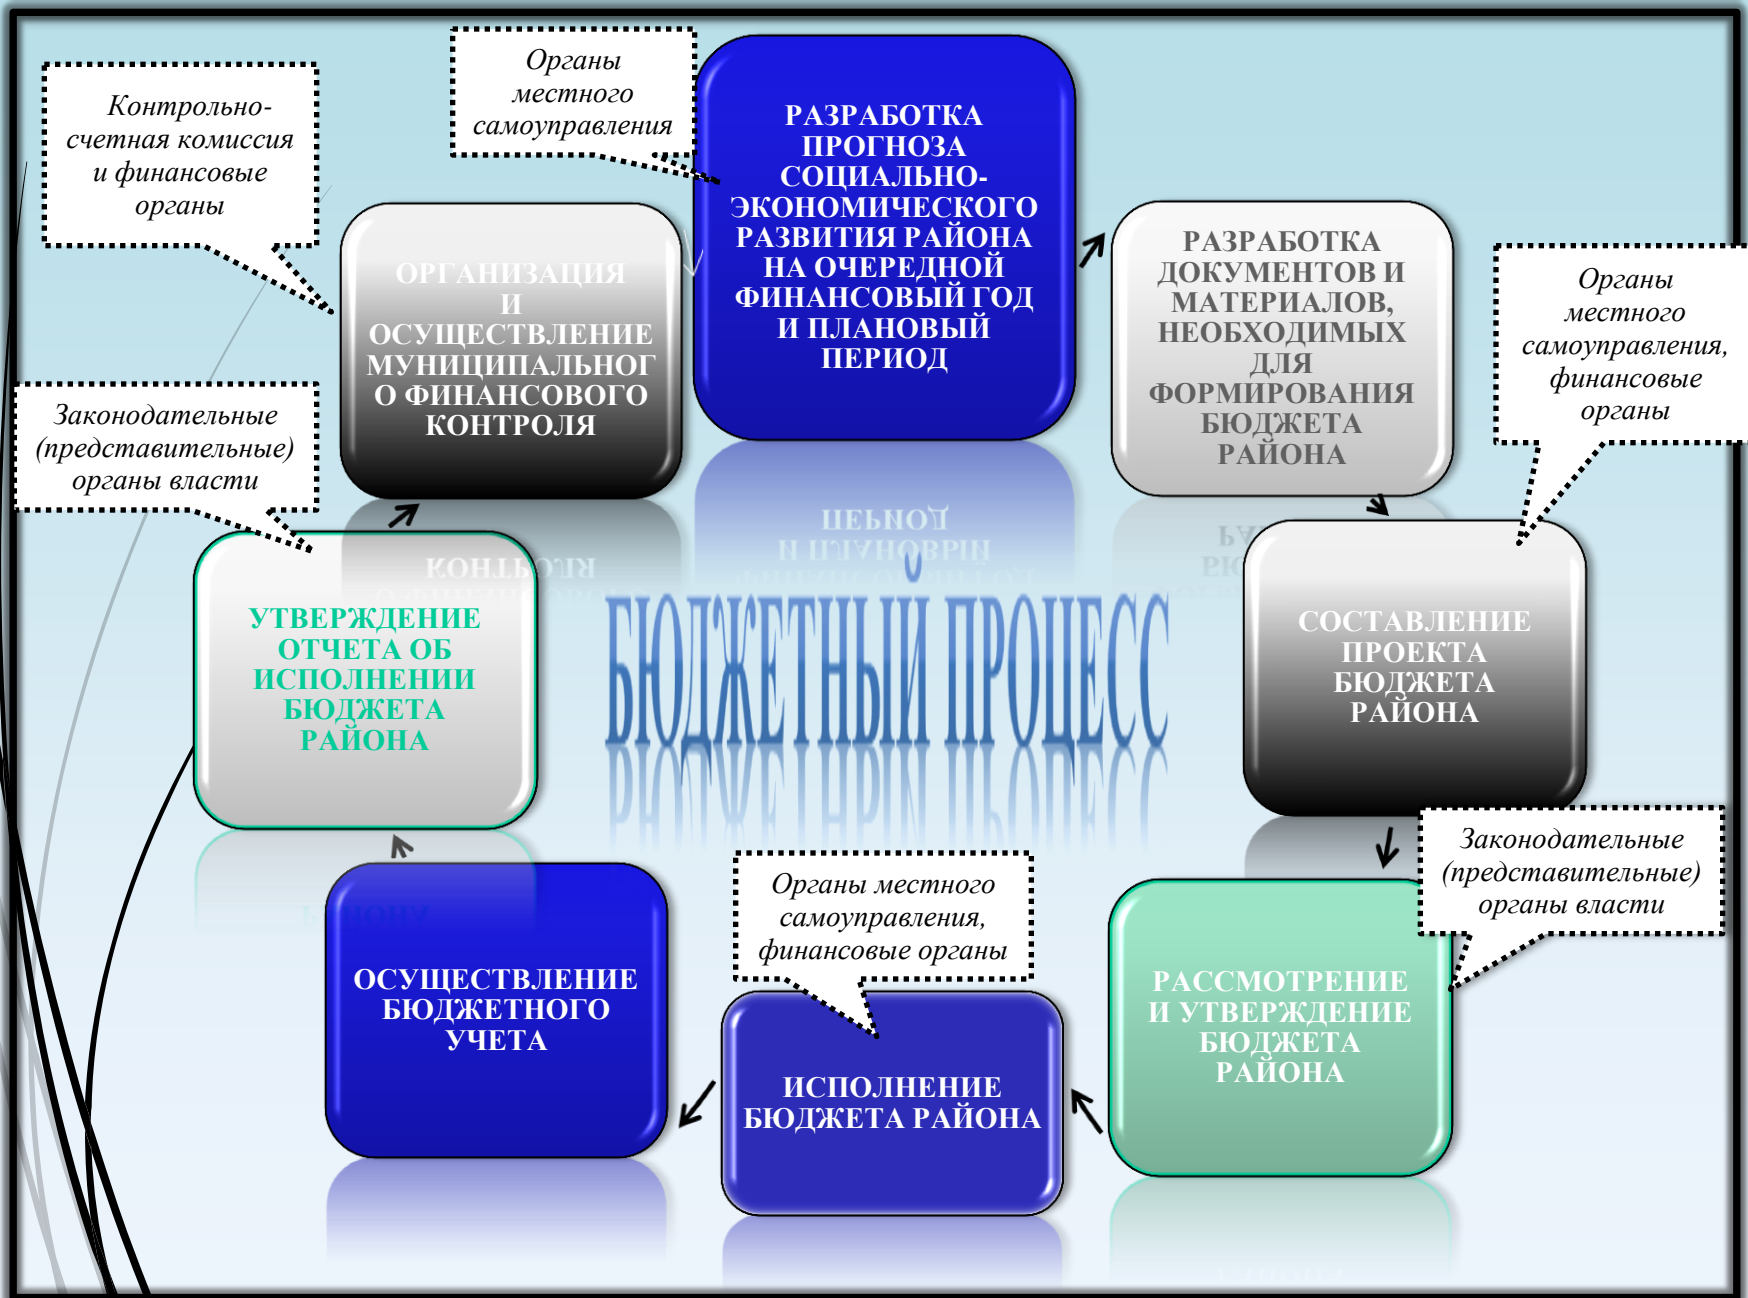 Контрольно-
счетная комиссия
и финансовые
органы
Органы
местного
самоуправления
РАЗРАБОТКА
ПРОГНОЗА
СОЦИАЛЬНО-
ЭКОНОМИЧЕСКОГО
РАЗВИТИЯ РАЙОНА
НА ОЧЕРЕДНОЙ
ФИНАНСОВЫЙ ГОД
И ПЛАНОВЫЙ
ПЕРИОД
РАЗРАБОТКА
ДОКУМЕНТОВ И
МАТЕРИАЛОВ,
НЕОБХОДИМЫХ
ДЛЯ
ФОРМИРОВАНИЯ
БЮДЖЕТА
РАЙОНА
Органы
местного
самоуправления,
финансовые
органы
ОРГАНИЗАЦИЯ
И
ОСУЩЕСТВЛЕНИЕ
МУНИЦИПАЛЬНОГ
О ФИНАНСОВОГО
КОНТРОЛЯ
Законодательные
(представительные)
органы власти
УТВЕРЖДЕНИЕ
ОТЧЕТА ОБ
ИСПОЛНЕНИИ
БЮДЖЕТА
РАЙОНА
БЮДЖЕТНЫЙ ПРОЦЕСС
СОСТАВЛЕНИЕ
ПРОЕКТА
БЮДЖЕТА
РАЙОНА
Законодательные
(представительные)
органы власти
Органы местного
самоуправления,
финансовые органы
ОСУЩЕСТВЛЕНИЕ
БЮДЖЕТНОГО
УЧЕТА
ИСПОЛНЕНИЕ
БЮДЖЕТА РАЙОНА
РАССМОТРЕНИЕ
И УТВЕРЖДЕНИЕ
БЮДЖЕТА
РАЙОНА